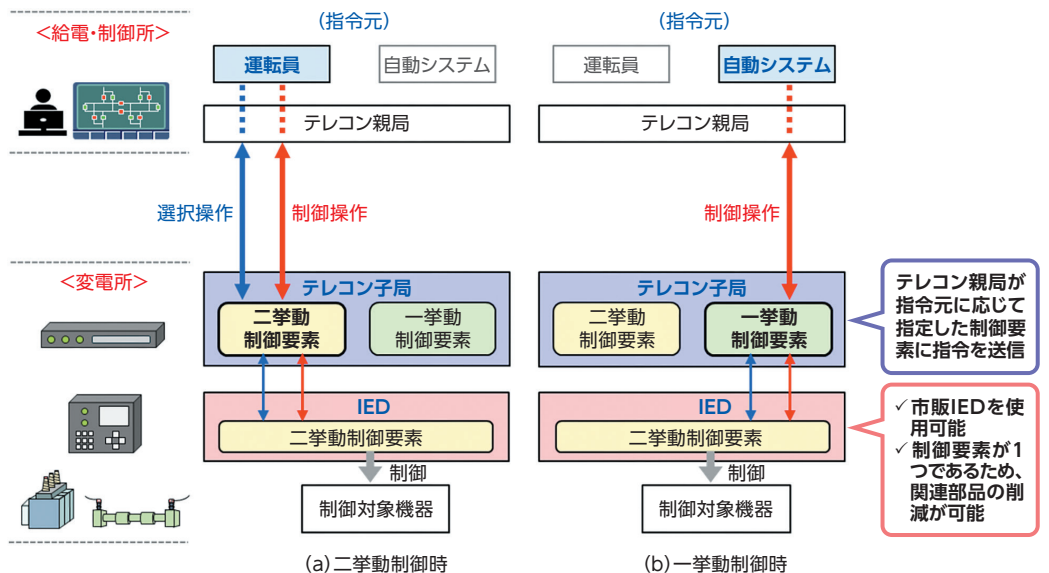 <給電・制御所>
(指令元)
運転員
自動システム
テレコン親局
選択操作
制御操作
<変電所>
テレコン子局
二挙動
制御要素
一挙動
制御要素
IED
二挙動制御要素
制御
制御対象機器
(a)二挙動制御時
(指令元)
運転員
自動システム
テレコン親局
制御操作
テレコン子局
二挙動
制御要素
一挙動
制御要素
IED
二挙動制御要素
制御
制御対象機器
(b)一挙動制御時
テレコン親局が
指令元に応じて
指定した制御要
素に指令を送信
✓市販IEDを使
用可能
✓制御要素が1
つであるため、
関連部品の削
減が可能